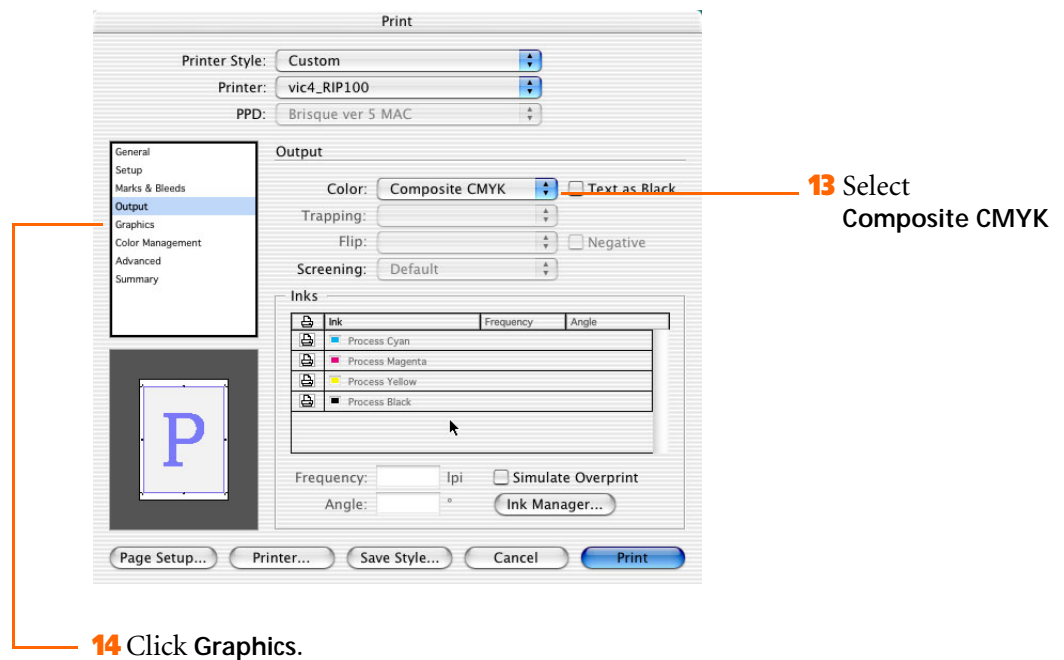 Print
Printer Style: Custom
Printer: vic4_RIP100
PPD: Brisque ver 5 MAC
General
Setup
Marks & Bleeds
Output
Graphics
Color Management
Advanced
Summary
Output
Color: Composite CMYK Text as Black
Trapping:
Flip: Negative
Screening: Default
Inks
Ink Frequency Angle
Process Cyan
Process Magenta
Process Yellow
Process Black
P
Frequency: lpi Simulate Overprint
Angle: ° Ink Manager...
Page Setup... Printer... Save Style... Cancel Print
13 Select
Composite CMYK
14 Click Graphics.